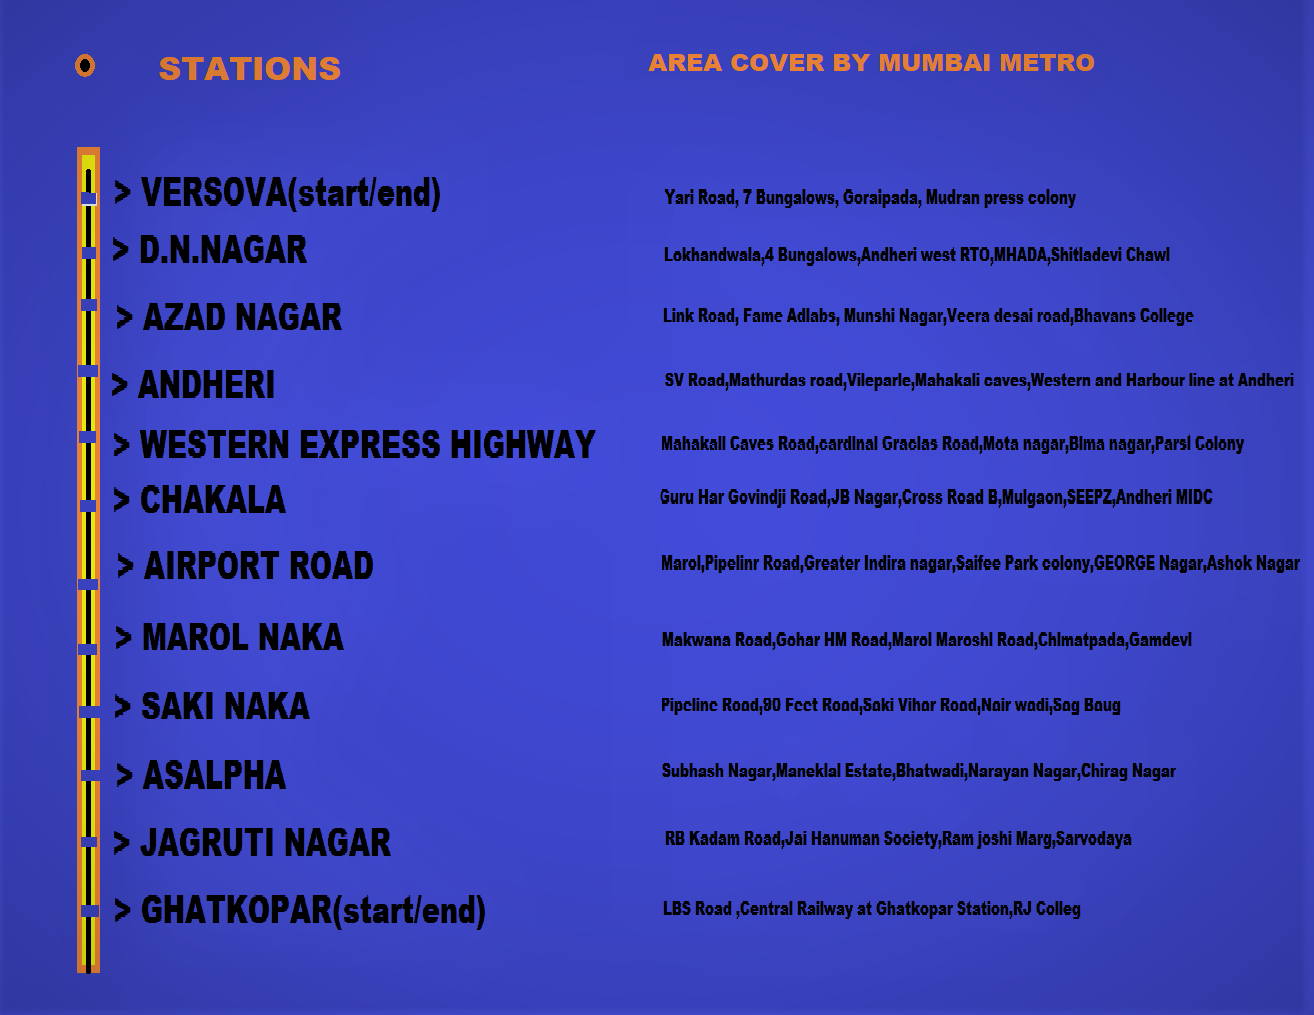 STATIONS
AREA COVER BY MUMBAI METRO
> VERSOVA(start/end)
Yari Road, 7 Bungalows, Goraipada, Mudran press colony
> D.N.NAGAR
Lokhandwala,4 Bungalows,Andheri west RTO,MHADA,Shitladevi Chawl
> AZAD NAGAR
Link Road, Fame Adlabs, Munshi Nagar,Veera desai road,Bhavans College
> ANDHERI
SV Road,Mathurdas road,Vileparle,Mahakali caves,Western and Harbour line at Andheri
> WESTERN EXPRESS HIGHWAY
Mahakali Caves Road,cardinal Gracias Road,Mota nagar,Bima nagar,Parsi Colony
> CHAKALA
Guru Har Govindji Road,JB Nagar,Cross Road B,Mulgaon,SEEPZ,Andheri MIDC
> AIRPORT ROAD
Marol,Pipelinr Road,Greater Indira nagar,Saifee Park colony,GEORGE Nagar,Ashok Nagar
> MAROL NAKA
Makwana Road,Gohar HM Road,Marol Maroshi Road,Chimatpada,Gamdevi
> SAKI NAKA
Pipeline Road,90 Feet Road,Saki Vihar Road,Nair wadi,Sag Baug
> ASALPHA
Subhash Nagar,Maneklal Estate,Bhatwadi,Narayan Nagar,Chirag Nagar
> JAGRUTI NAGAR
RB Kadam Road,Jai Hanuman Society,Ram joshi Marg,Sarvodaya
> GHATKOPAR(start/end)
LBS Road ,Central Railway at Ghatkopar Station,RJ Colleg